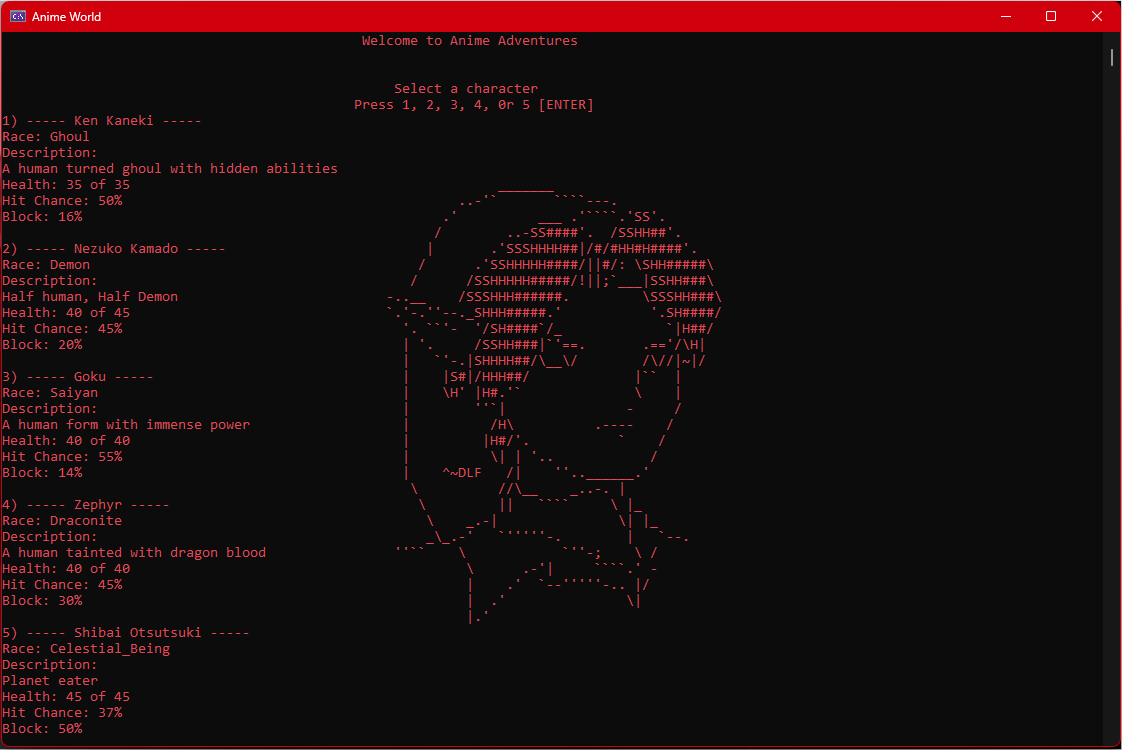 Anime World
Welcome to Anime Adventures
Select a character
Press 1, 2, 3, 4, 0r 5 [ENTER]
1) ----- Ken Kaneki -----
Race: Ghoul
Description:
A human turned ghoul with hidden abilities
Health: 35 of 35
Hit Chance: 50%
Block: 16%
2) ----- Nezuko Kamado -----
Race: Demon
Description:
Half human, Half Demon
Health: 40 of 45
Hit Chance: 45%
Block: 20%
3) ----- Goku -----
Race: Saiyan
Description:
A human form with immense power
Health: 40 of 40
Hit Chance: 55%
Block: 14%
^~DLF
4) ----- Zephyr -----
Race: Draconite
Description:
A human tainted with dragon blood
Health: 40 of 40
Hit Chance: 45%
Block: 30%
5) ----- Shibai Otsutsuki -----
Race: Celestial_Being
Description:
Planet eater
Health: 45 of 45
Hit Chance: 37%
Block: 50%